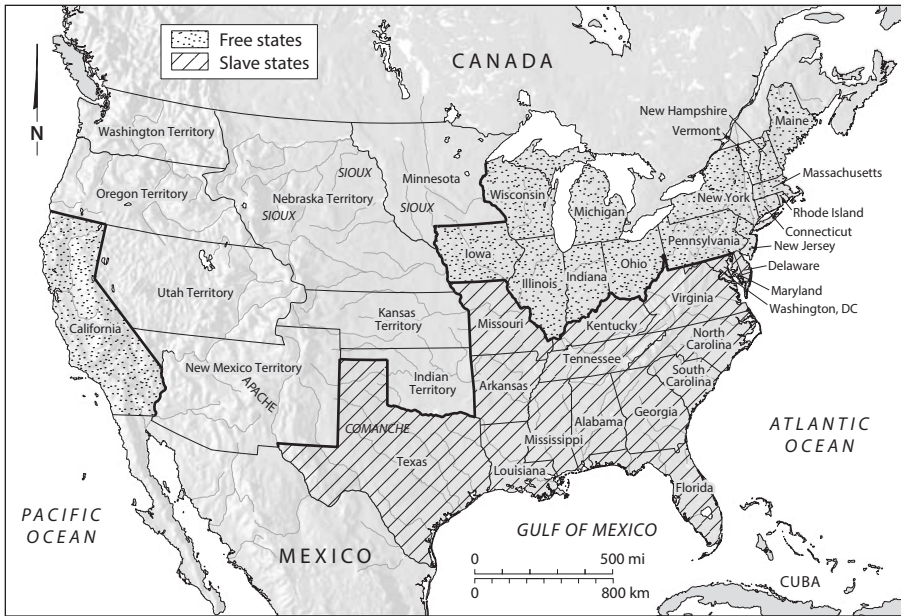 Free states
Slave states
CANADA
N
Washington Territory
Oregon Territory
Nebraska Territory
SIOUX
SIOUX
Minnesota
SIOUX
Wisconsin
Michigan
New Hampshire
Vermont
Maine
Massachusetts
New York
Rhode Island
Connecticut
Pennsylvania
New Jersey
Delaware
Maryland
Washington, DC
Iowa
Illinois
Indiana
Ohio
California
Utah Territory
Kansas
Territory
Missouri
Kentucky
Virginia
New Mexico Territory
APACHE
Indian
Territory
Arkansas
Tennessee
North
Carolina
South
Carolina
COMANCHE
Texas
Louisiana
Mississippi
Alabama
Georgia
Florida
ATLANTIC
OCEAN
PACIFIC
OCEAN
MEXICO
GULF OF MEXICO
0 500 mi
0 800 km
CUBA